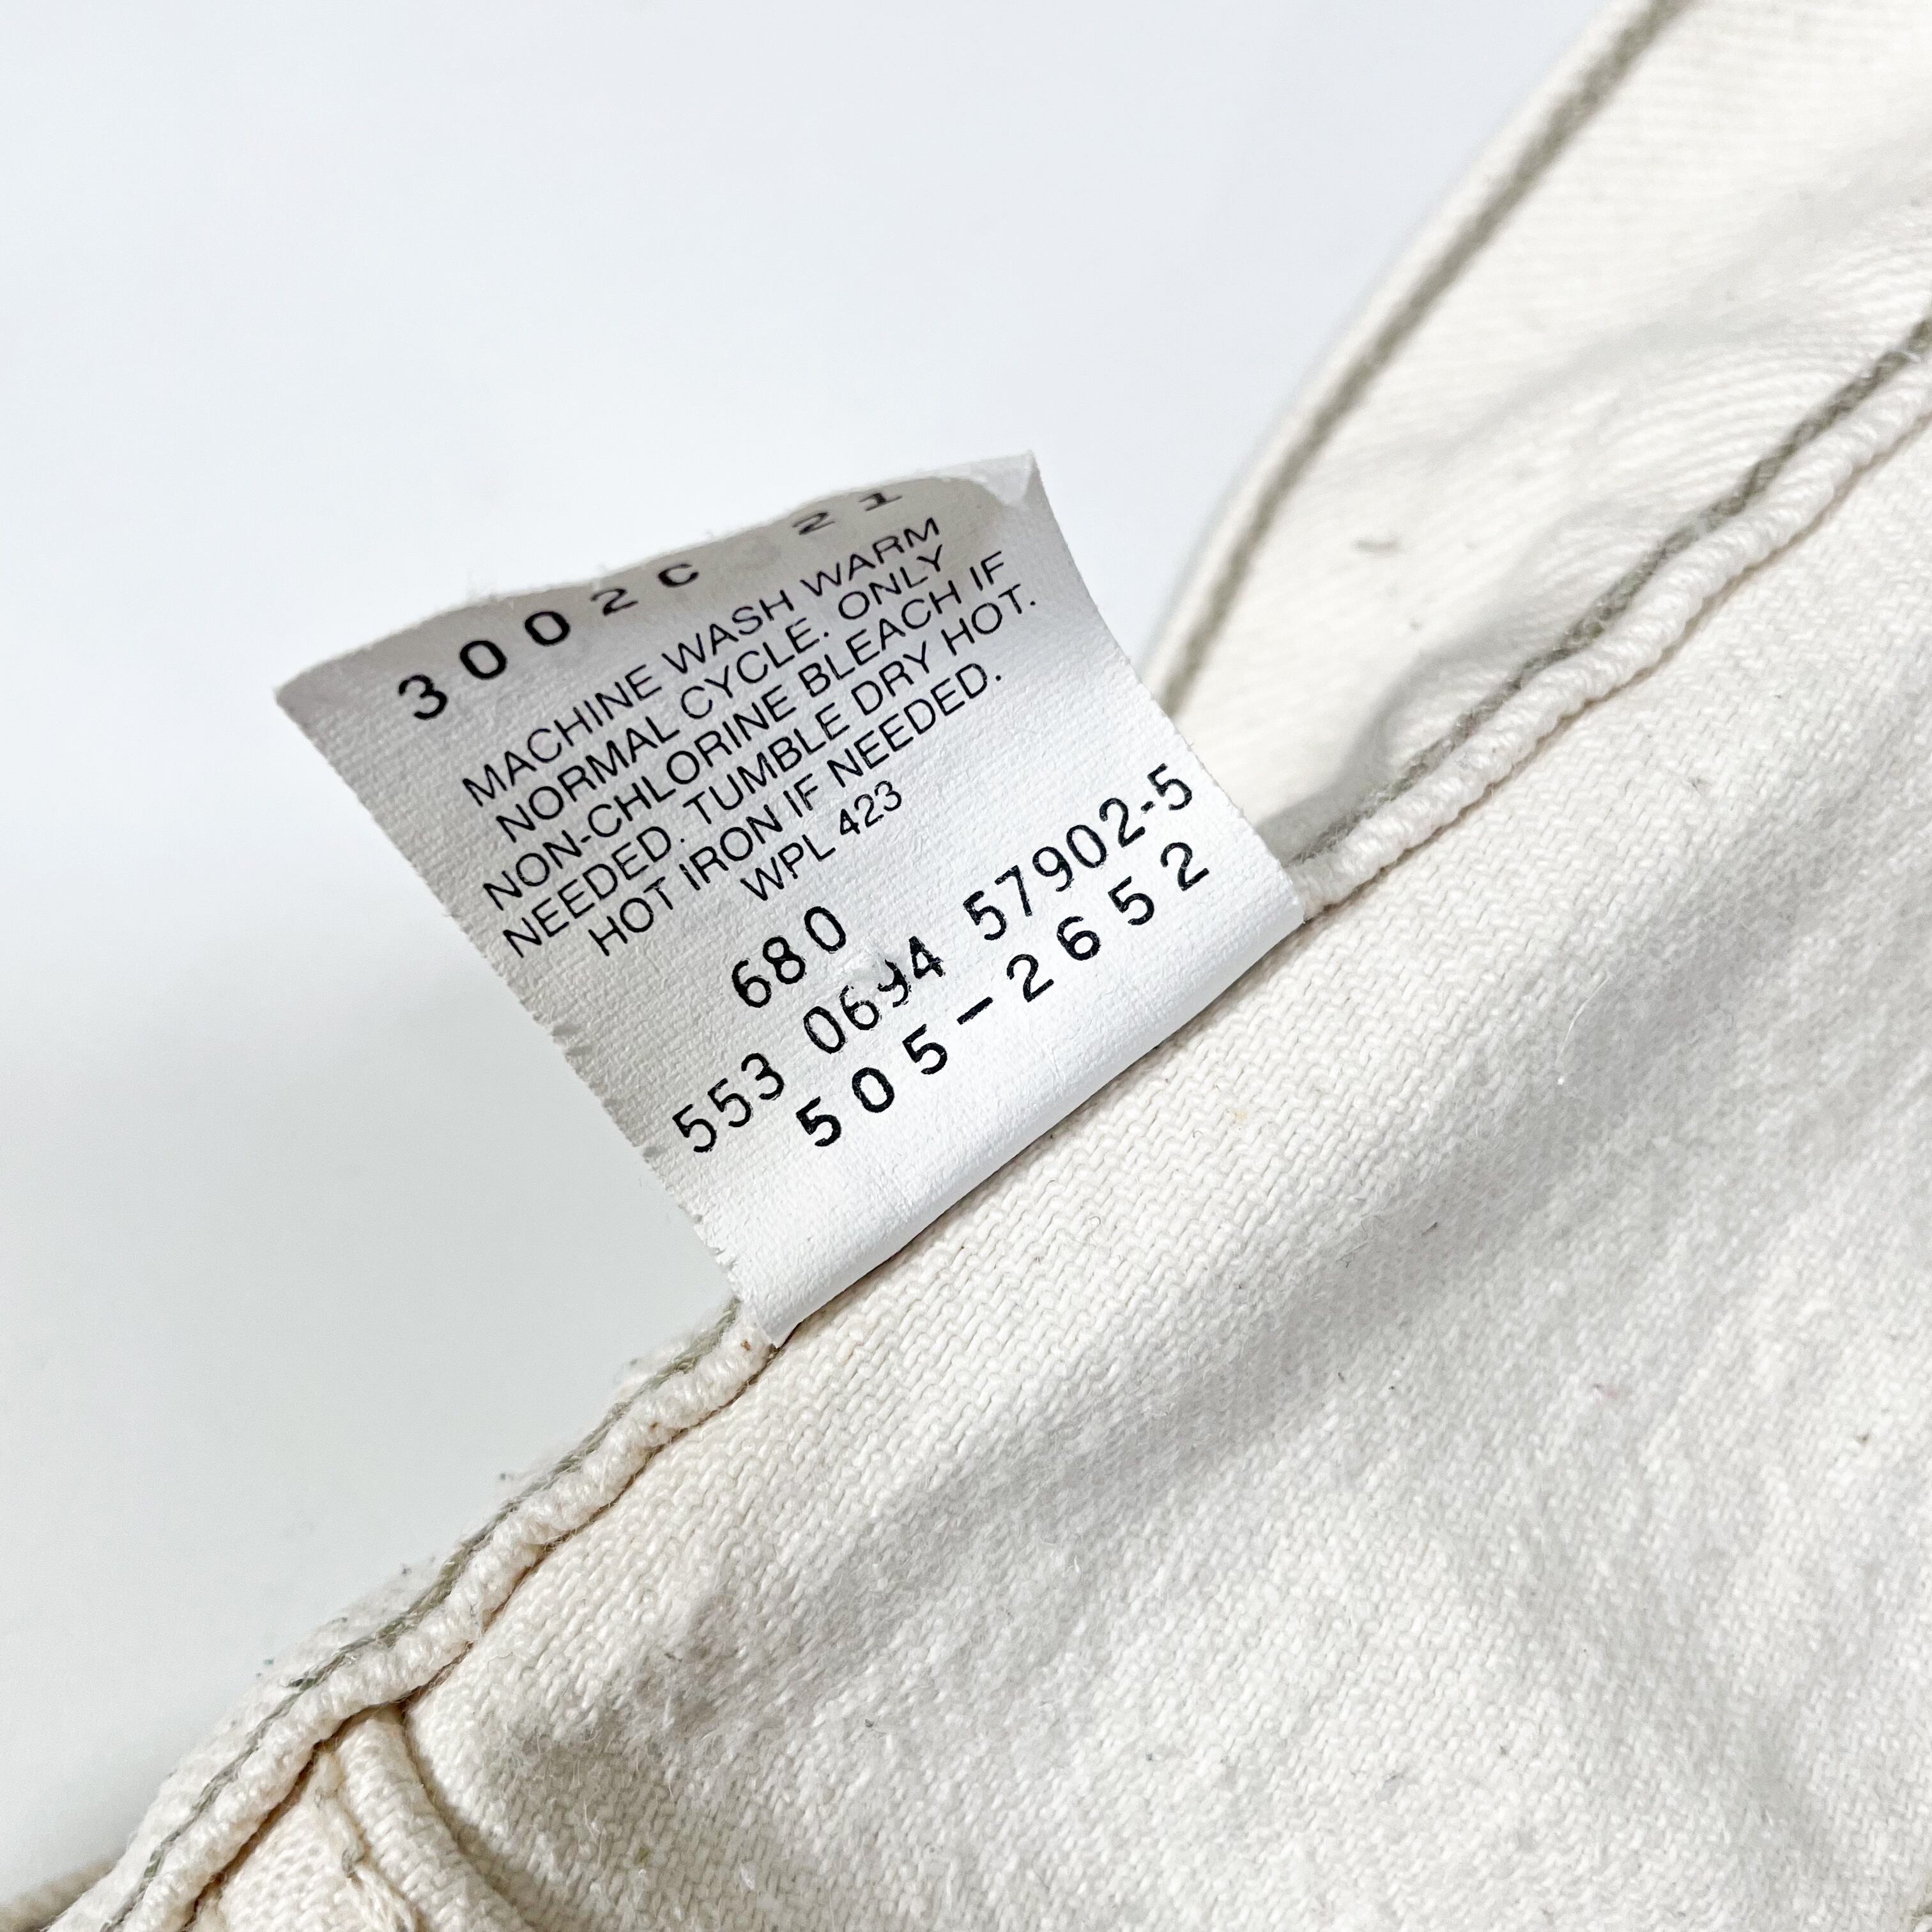 3002C 21
MACHINE WASH WARM
NORMAL CYCLE. ONLY
NON-CHLORINE BLEACH IF
NEEDED. TUMBLE DRY HOT.
HOT IRON IF NEEDED.
WPL 423
680
553 0694 57902-5
505-2652